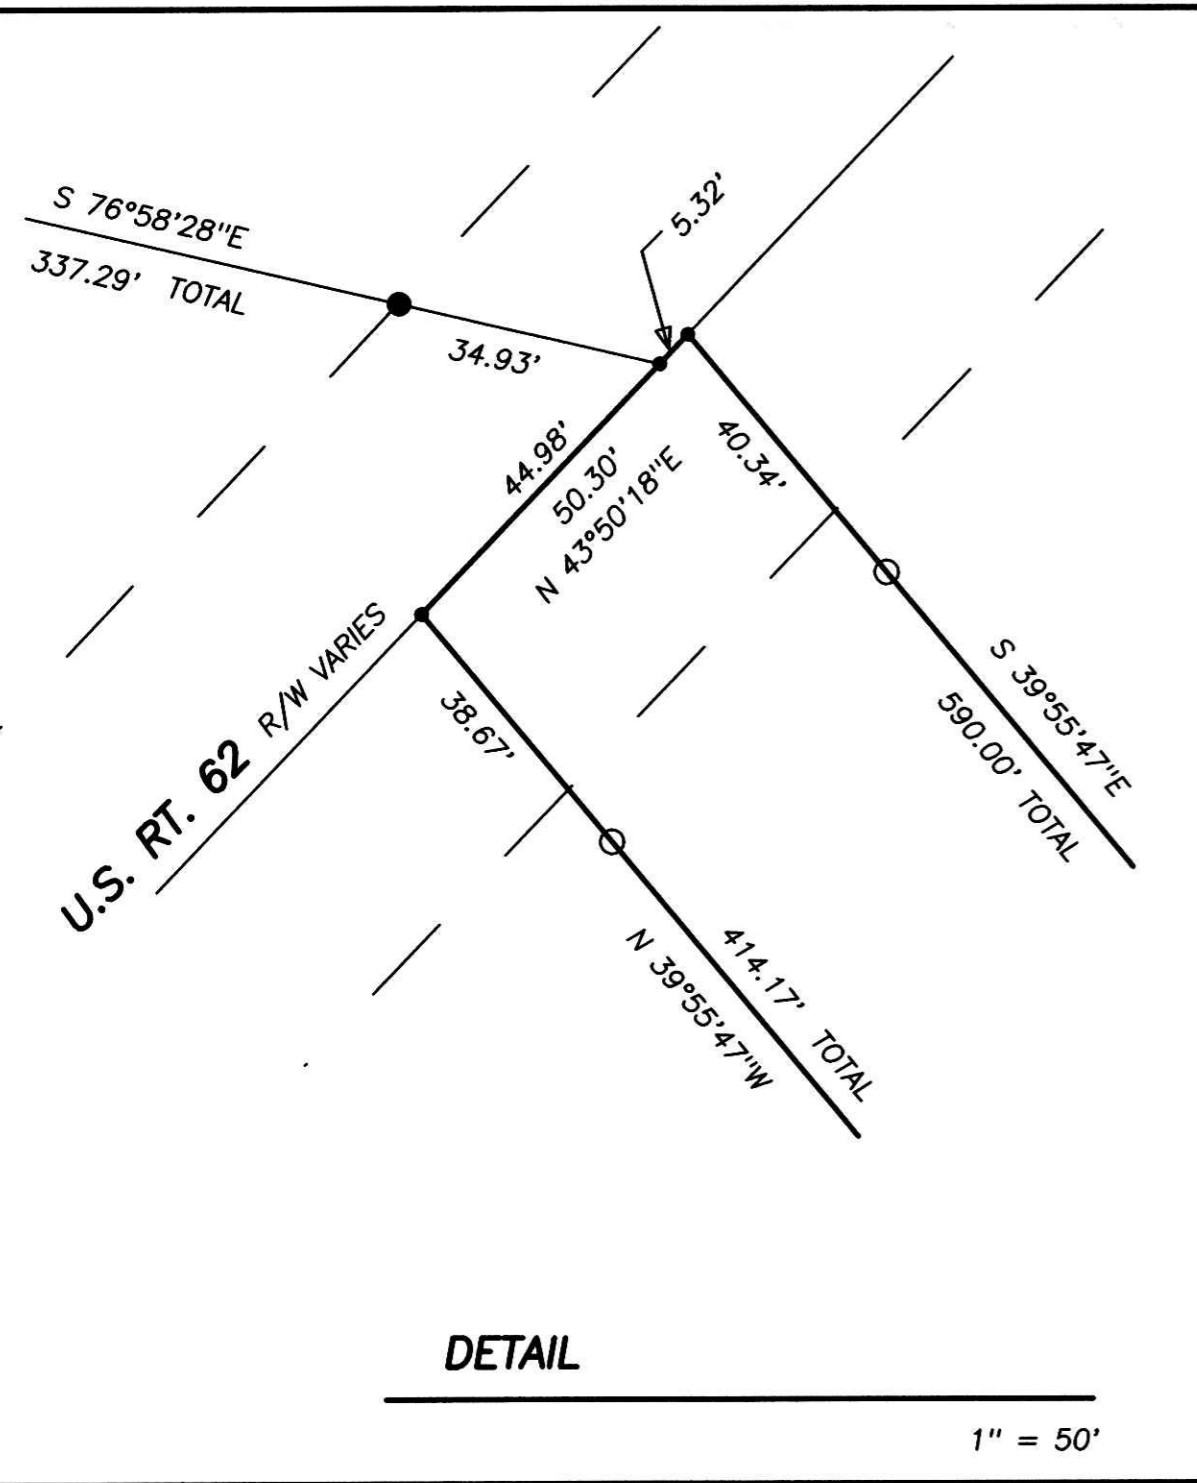 S 76°58'28"E
337.29' TOTAL
34.93'
5.32'
44.98'
50.30'
N 43°50'18"E
40.34'
S 39°55'47"E
590.00' TOTAL
U.S. RT. 62 R/W VARIES
38.67'
414.17' TOTAL
N 39°55'47"W
DETAIL
1" = 50'